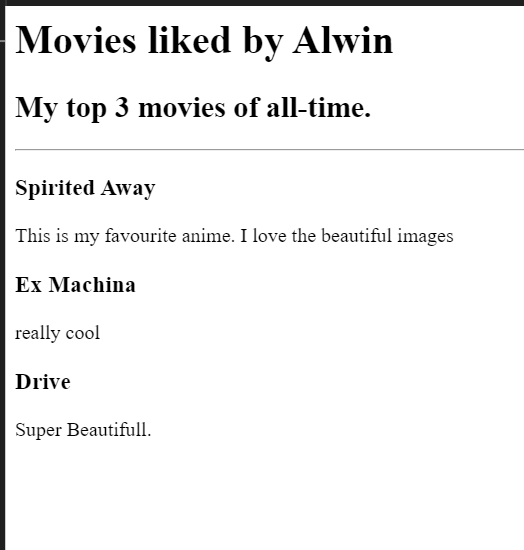 Movies liked by Alwin
My top 3 movies of all-time.
Spirited Away
This is my favourite anime. I love the beautiful images
Ex Machina
really cool
Drive
Super Beautifull.